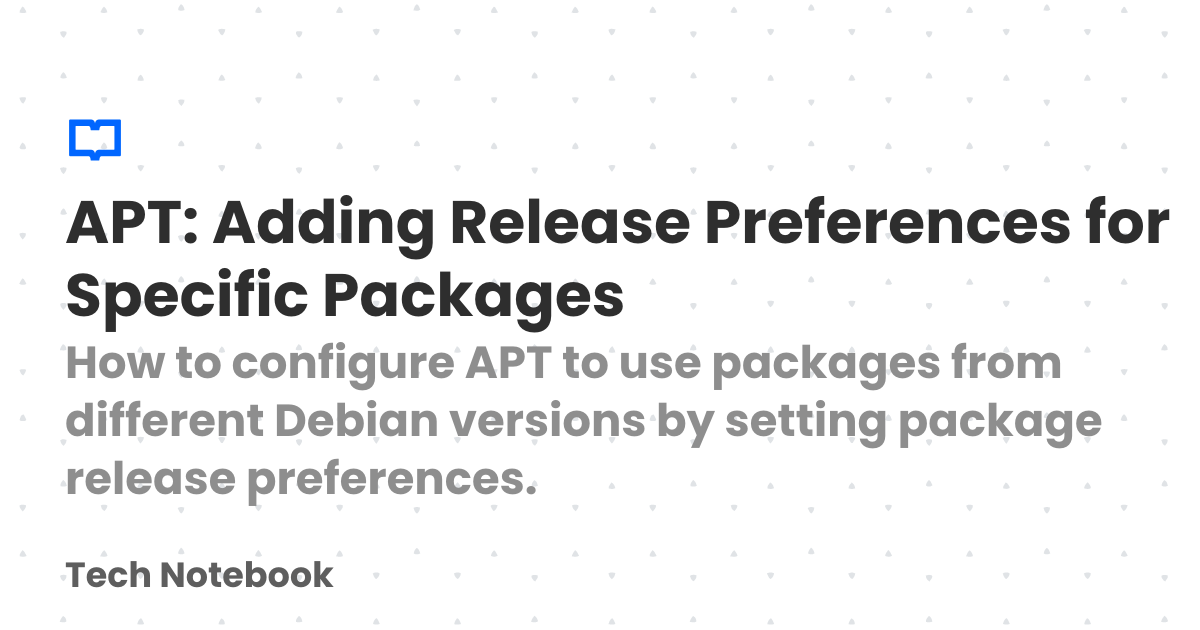 APT: Adding Release Preferences for
Specific Packages
How to configure APT to use packages from
different Debian versions by setting package
release preferences.
Tech Notebook